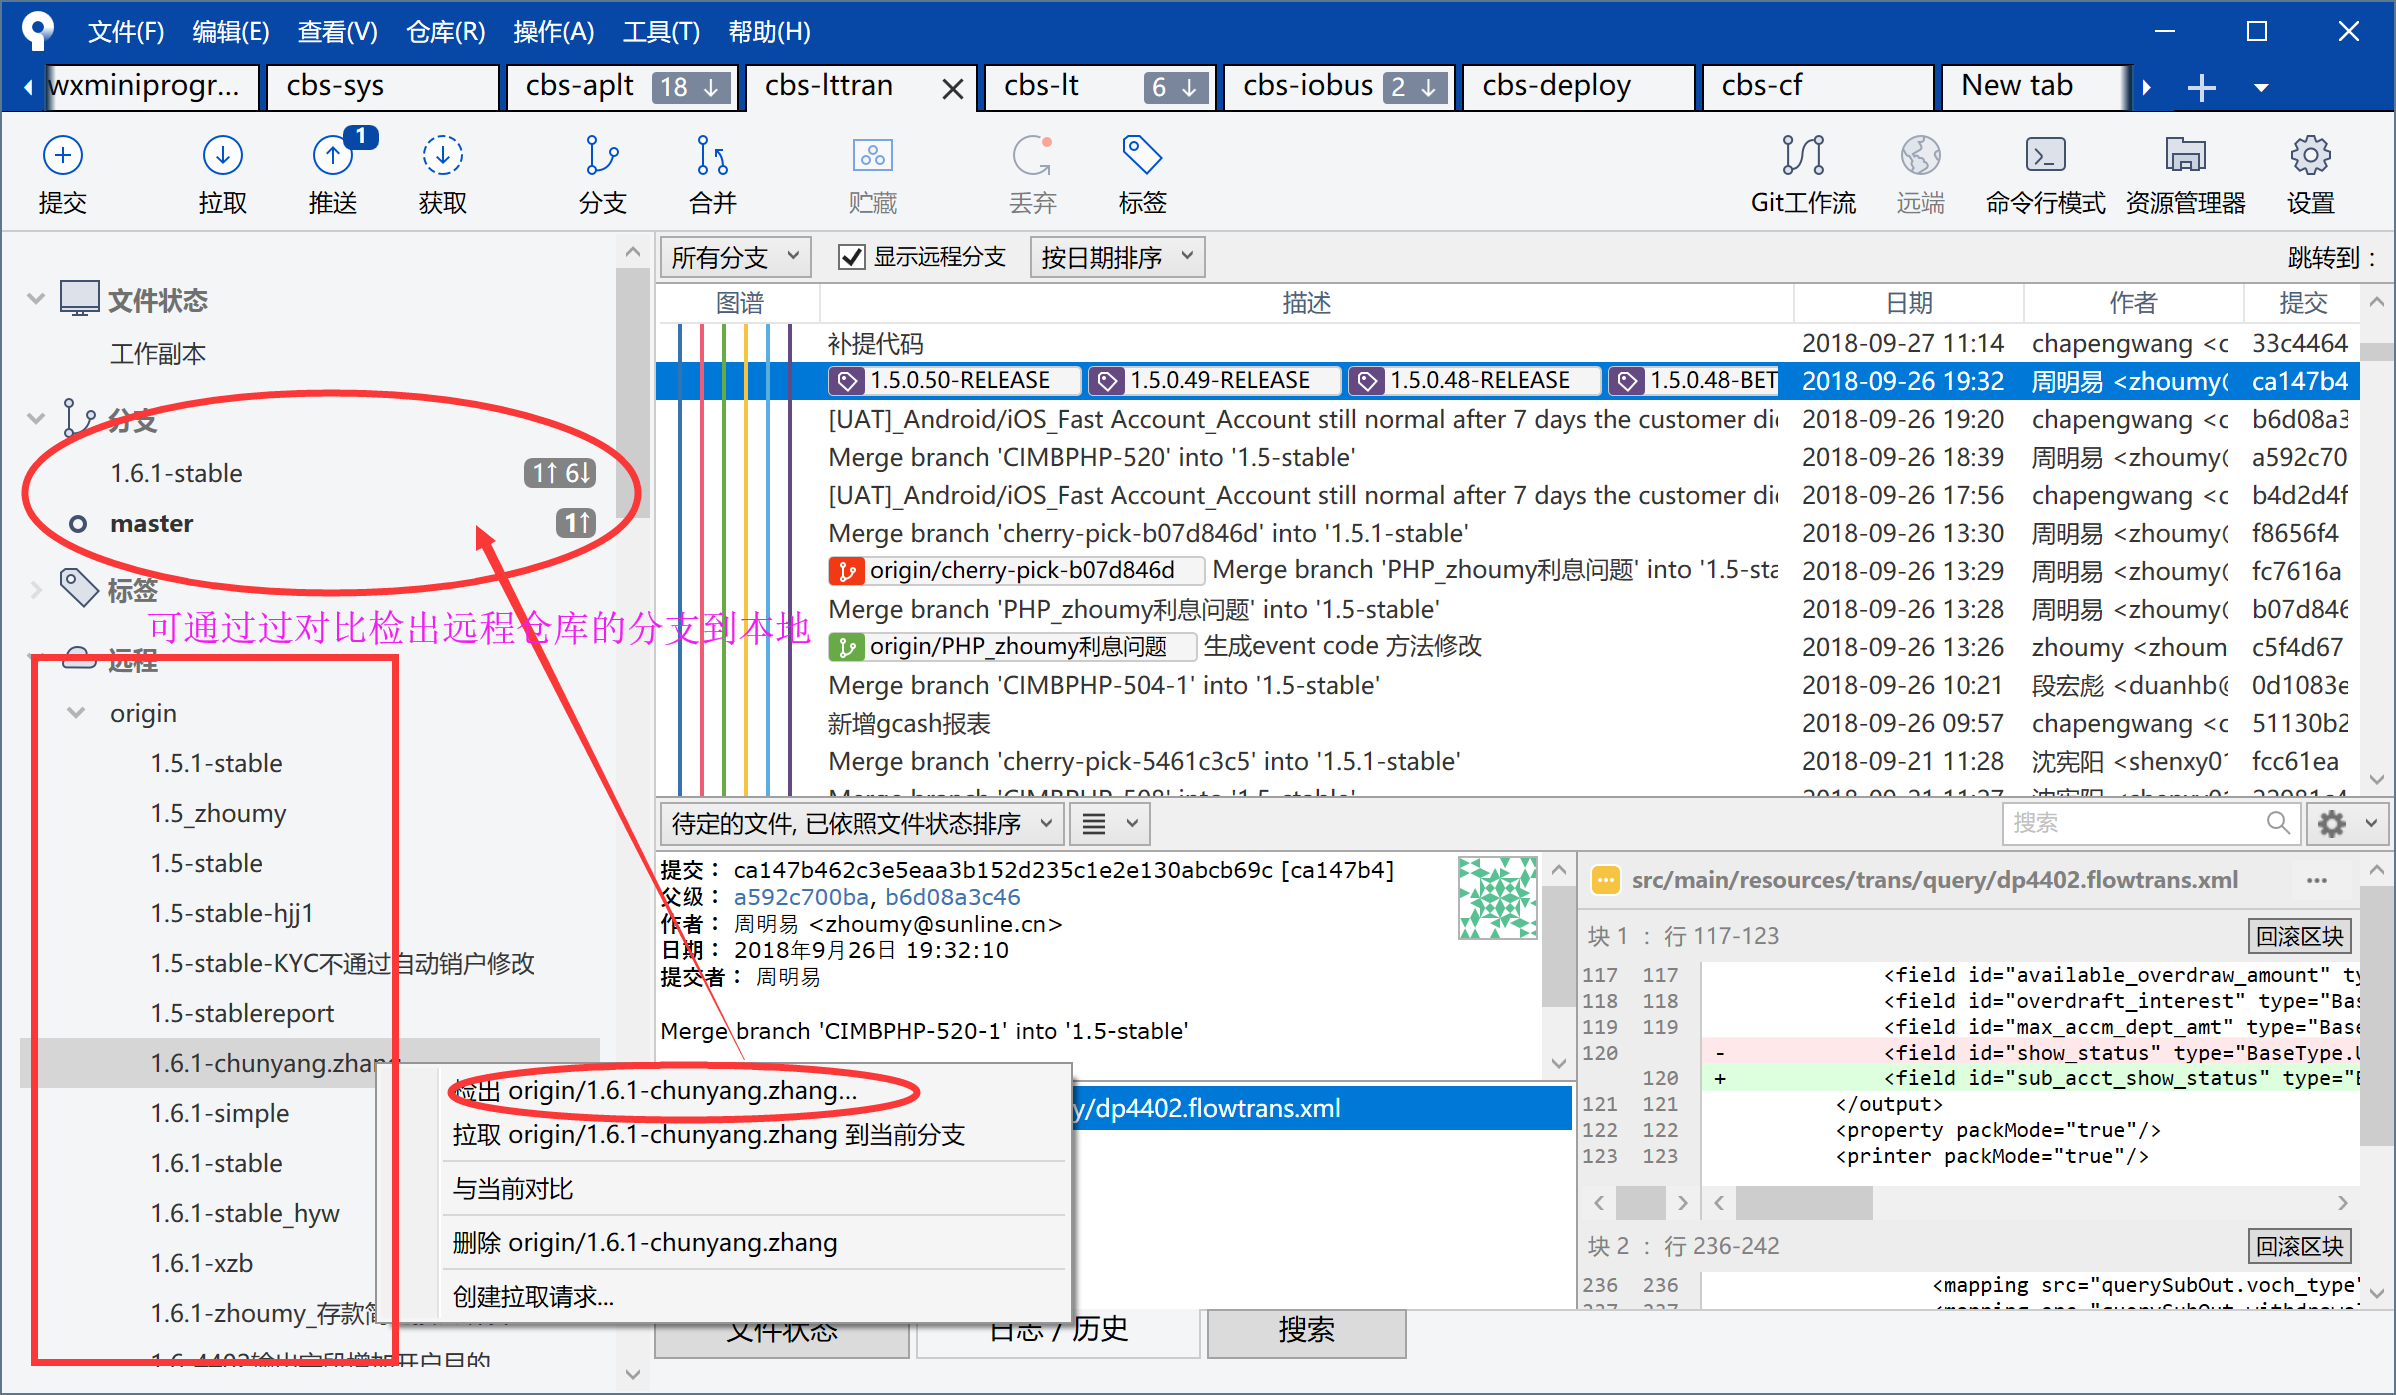 文件(F) 编辑(E) 查看(V) 仓库(R) 操作(A) 工具(T) 帮助(H)
wxminiprogr... cbs-sys cbs-aplt 18 ↓ cbs-lttran cbs-lt 6 ↓ cbs-iobus 2 ↓ cbs-deploy cbs-cf New tab
1
提交 拉取 推送 获取 分支 合并 贮藏 丢弃 标签 Git工作流 远端 命令行模式 资源管理器 设置
所有分支 显示远程分支 按日期排序 跳转到：
文件状态
工作副本
分支
1.6.1-stable 1↑ 6↓
master 1↑
标签
可通过过对比检出远程仓库的分支到本地
远程
origin
1.5.1-stable
1.5_zhoumy
1.5-stable
1.5-stable-hjj1
1.5-stable-KYC不通过自动销户修改
1.5-stablereport
1.6.1-chunyang.zhang
1.6.1-simple
1.6.1-stable
1.6.1-stable_hyw
1.6.1-xzb
1.6.1-zhoumy_存款
1.6-4402输出字段增加开户目的
图谱 描述 日期 作者 提交
补提代码 2018-09-27 11:14 chapengwang <c 33c4464
1.5.0.50-RELEASE 1.5.0.49-RELEASE 1.5.0.48-RELEASE 1.5.0.48-BET 2018-09-26 19:32 周明易 <zhoumy@ ca147b4
[UAT]_Android/iOS_Fast Account_Account still normal after 7 days the customer di 2018-09-26 19:20 chapengwang <c b6d08a3
Merge branch 'CIMBPHP-520' into '1.5-stable' 2018-09-26 18:39 周明易 <zhoumy@ a592c70
[UAT]_Android/iOS_Fast Account_Account still normal after 7 days the customer di 2018-09-26 17:56 chapengwang <c b4d2d4f
Merge branch 'cherry-pick-b07d846d' into '1.5.1-stable' 2018-09-26 13:30 周明易 <zhoumy@ f8656f4
origin/cherry-pick-b07d846d Merge branch 'PHP_zhoumy利息问题' into '1.5-sta 2018-09-26 13:29 周明易 <zhoumy@ fc7616a
Merge branch 'PHP_zhoumy利息问题' into '1.5-stable' 2018-09-26 13:28 周明易 <zhoumy@ b07d846
origin/PHP_zhoumy利息问题 生成event code 方法修改 2018-09-26 13:26 zhoumy <zhoum c5f4d67
Merge branch 'CIMBPHP-504-1' into '1.5-stable' 2018-09-26 10:21 段宏彪 <duanhb@ 0d1083e
新增gcash报表 2018-09-26 09:57 chapengwang <c 51130b2
Merge branch 'cherry-pick-5461c3c5' into '1.5.1-stable' 2018-09-21 11:28 沈宪阳 <shenxy01 fcc61ea
待定的文件, 已依照文件状态排序 搜索
提交： ca147b462c3e5eaa3b152d235c1e2e130abcb69c [ca147b4]
父级： a592c700ba, b6d08a3c46
作者： 周明易 <zhoumy@sunline.cn>
日期： 2018年9月26日 19:32:10
提交者： 周明易
Merge branch 'CIMBPHP-520-1' into '1.5-stable'
y/dp4402.flowtrans.xml
检出 origin/1.6.1-chunyang.zhang...
拉取 origin/1.6.1-chunyang.zhang 到当前分支
与当前对比
删除 origin/1.6.1-chunyang.zhang
创建拉取请求...
src/main/resources/trans/query/dp4402.flowtrans.xml ...
块 1 : 行 117-123 回滚区块
117 117 <field id="available_overdraw_amount" ty
118 118 <field id="overdraft_interest" type="Bas
119 119 <field id="max_accm_dept_amt" type="Base
120 - <field id="show_status" type="BaseType.U
120 + <field id="sub_acct_show_status" type="B
121 121 </output>
122 122 <property packMode="true"/>
123 123 <printer packMode="true"/>
块 2 : 行 236-242 回滚区块
236 236 <mapping src="querySubOut.voch_type"
文件状态 日志 / 历史 搜索